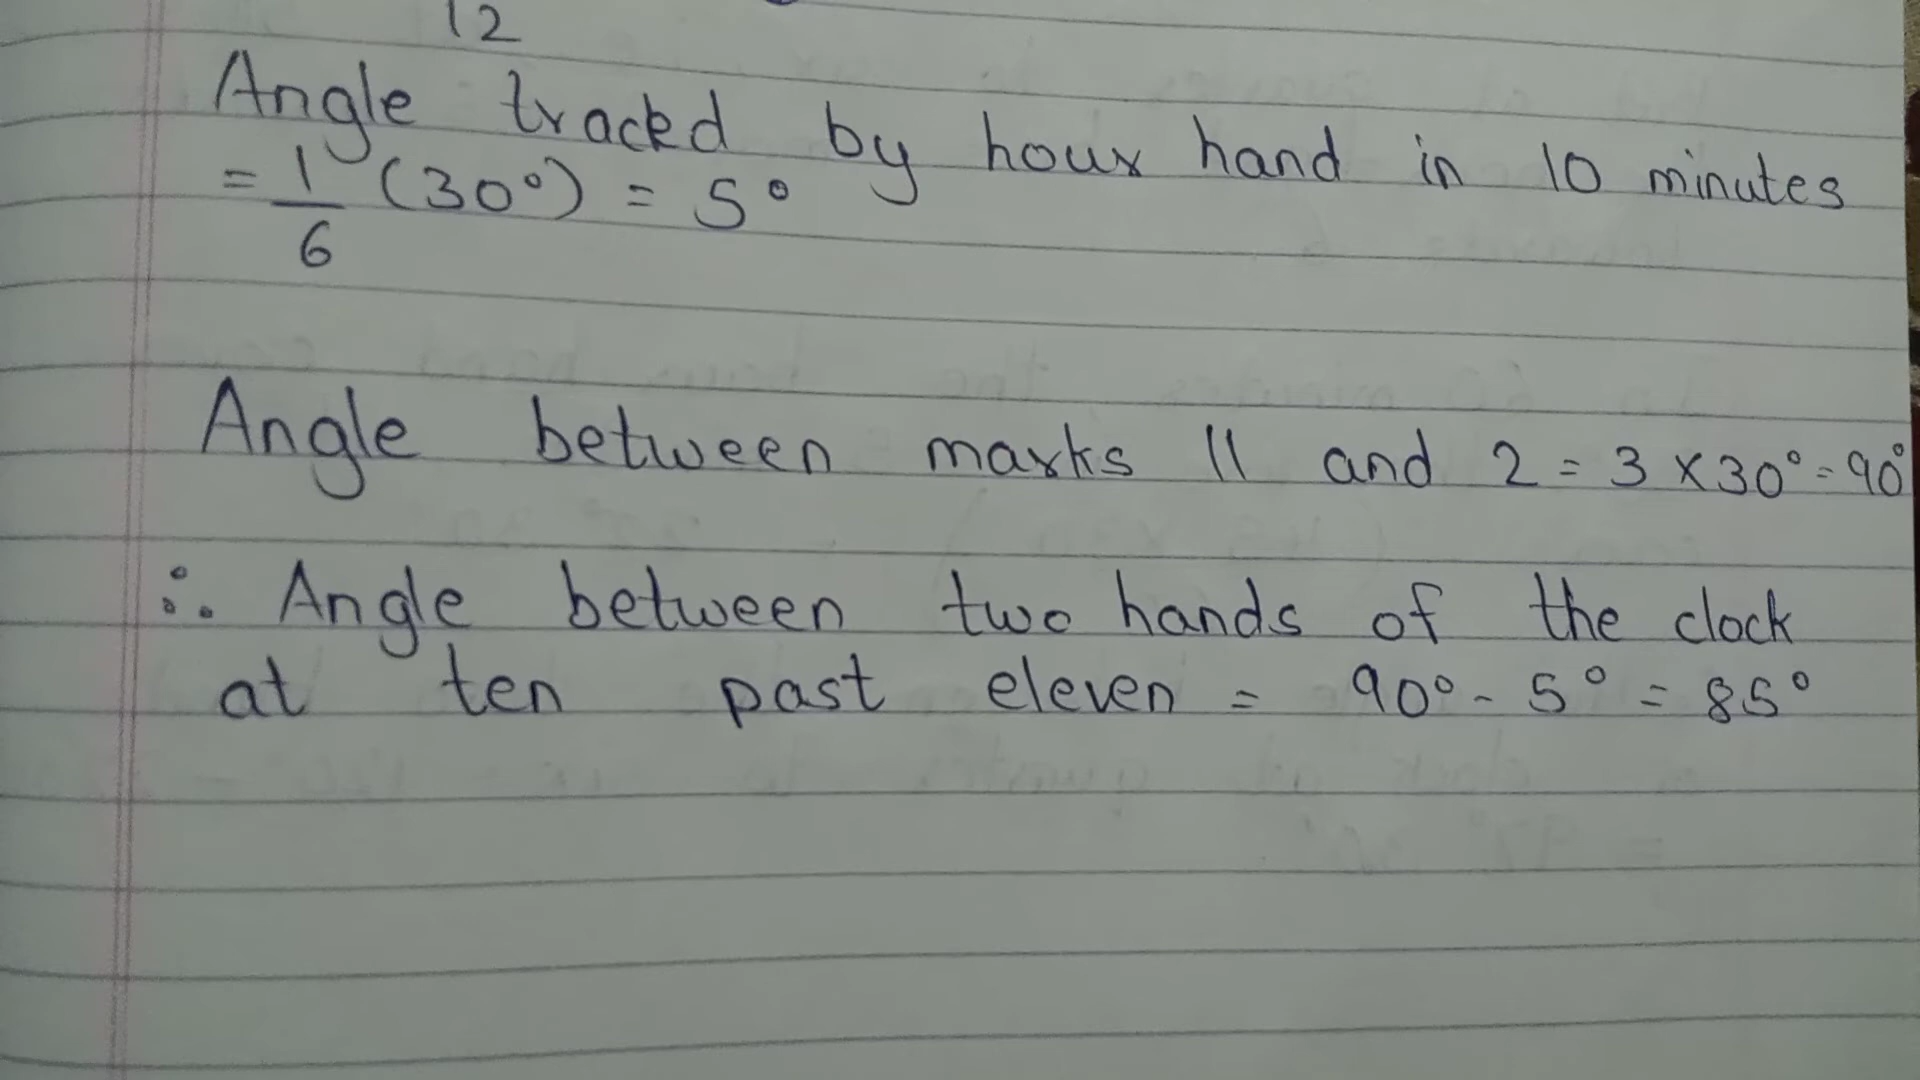 12
Angle traced by hour hand in 10 minutes
= 1/6 (30°) = 5°
Angle between marks 11 and 2 = 3 × 30° = 90°
∴ Angle between two hands of the clock
at ten past eleven = 90° - 5° = 85°